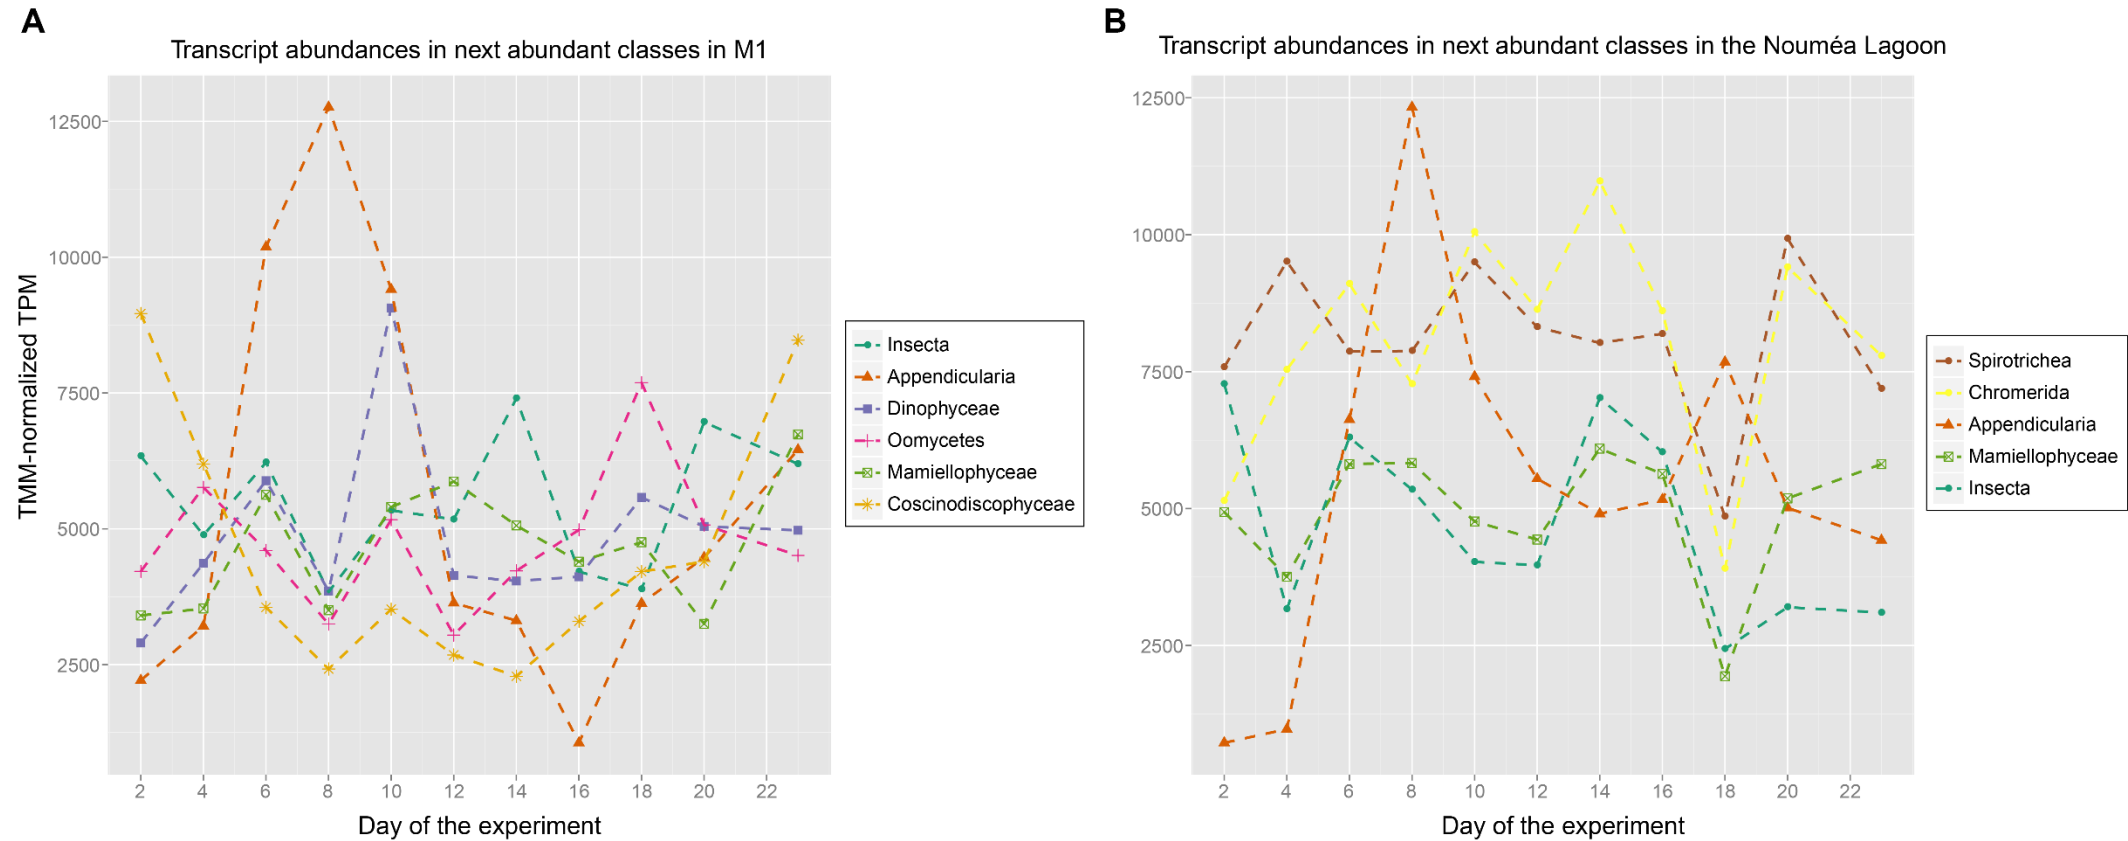 A
Transcript abundances in next abundant classes in M1
TMM-normalized TPM
12500
10000
7500
5000
2500
2 4 6 8 10 12 14 16 18 20 22
Day of the experiment
Insecta
Appendicularia
Dinophyceae
Oomycetes
Mamiellophyceae
Coscinodiscophyceae
B
Transcript abundances in next abundant classes in the Nouméa Lagoon
12500
10000
7500
5000
2500
2 4 6 8 10 12 14 16 18 20 22
Day of the experiment
Spirotrichea
Chromerida
Appendicularia
Mamiellophyceae
Insecta